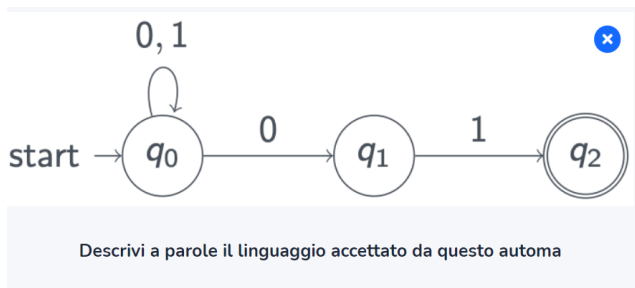 0, 1
0
1
start
q0
q1
q2
Descrivi a parole il linguaggio accettato da questo automa